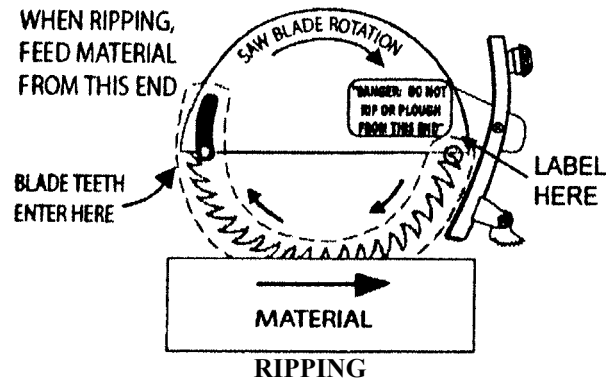 WHEN RIPPING,
FEED MATERIAL
FROM THIS END
SAW BLADE ROTATION
"DANGER: DO NOT
RIP OR PLOUGH
FROM THIS END"
LABEL
HERE
BLADE TEETH
ENTER HERE
MATERIAL
RIPPING